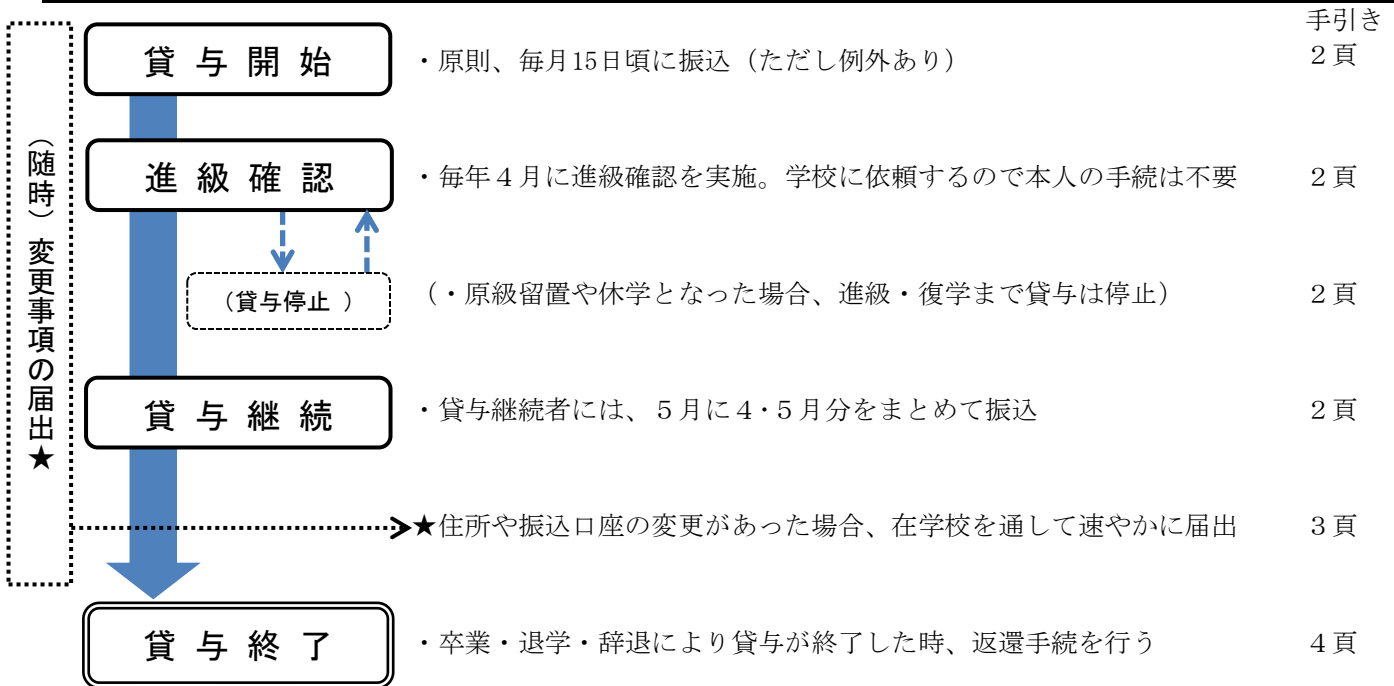 手引き
貸与開始 ・原則、毎月15日頃に振込（ただし例外あり） ２頁
進級確認 ・毎年４月に進級確認を実施。学校に依頼するので本人の手続は不要 ２頁
（貸与停止 ） （・原級留置や休学となった場合、進級・復学まで貸与は停止） ２頁
貸与継続 ・貸与継続者には、５月に４・５月分をまとめて振込 ２頁
（随時）変更事項の届出★
★住所や振込口座の変更があった場合、在学校を通して速やかに届出 ３頁
貸与終了 ・卒業・退学・辞退により貸与が終了した時、返還手続を行う ４頁